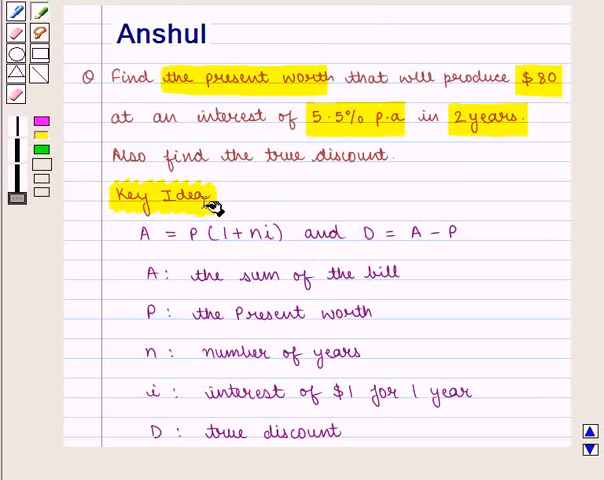 Anshul
Q Find the present worth that will produce $80
at an interest of 5.5% p.a in 2 years.
Also find the true discount.
Key Idea
A = P (1 + ni) and D = A - P
A : the sum of the bill
P : the Present worth
n : number of years
i : interest of $1 for 1 year
D : true discount